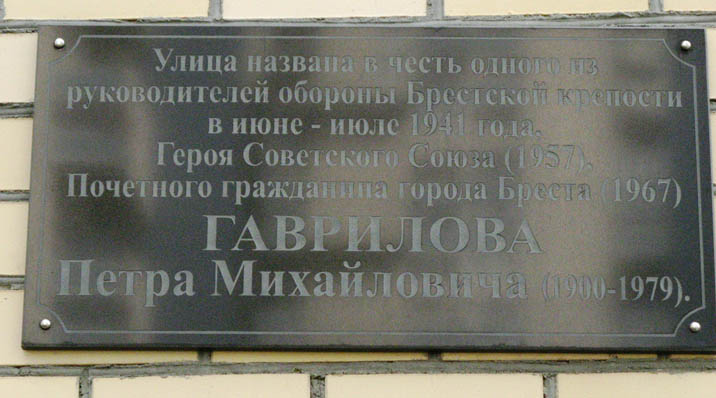 Улица названа в честь одного из
руководителей обороны Брестской крепости
в июне - июле 1941 года,
Героя Советского Союза (1957),
Почетного гражданина города Бреста (1967)
ГАВРИЛОВА
Петра Михайловича (1900-1979).